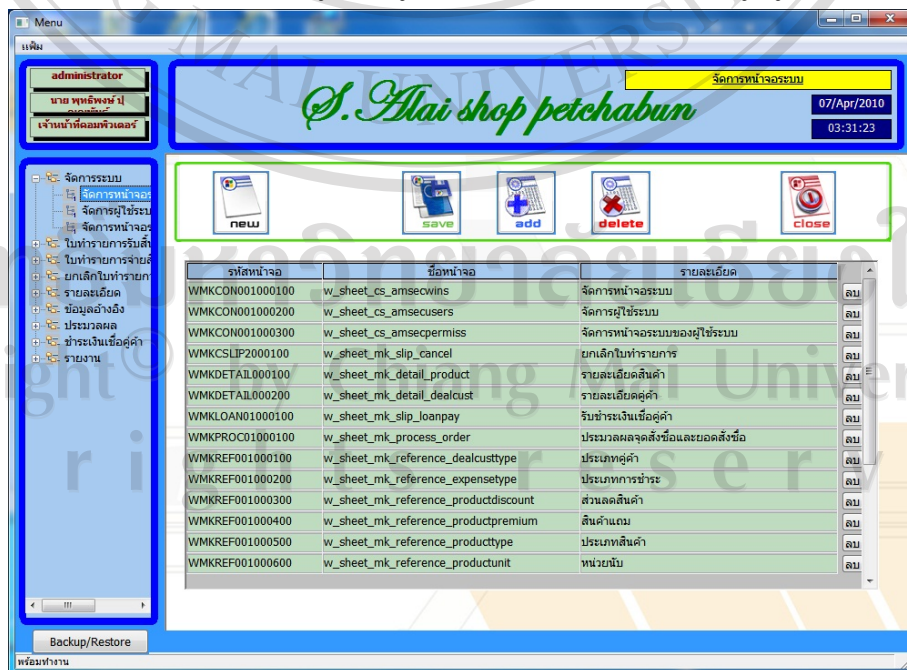 Menu
แฟ้ม
administrator
นาย พุทธิพงษ์ ปุ
เจ้าหน้าที่คอมพิวเตอร์
S. Alai shop petchabun
จัดการหน้าจอระบบ
07/Apr/2010
03:31:23
จัดการระบบ
จัดการหน้าจอร
จัดการผู้ใช้ระบ
จัดการหน้าจอร
ใบทำรายการรับสิ
ใบทำรายการจ่ายสิ
ยกเลิกใบทำรายกา
รายละเอียด
ข้อมูลอ้างอิง
ประมวลผล
ชำระเงินเชื่อคู่ค้า
รายงาน
new
save
add
delete
close
รหัสหน้าจอ ชื่อหน้าจอ รายละเอียด
WMKCON001000100 w_sheet_cs_amsecwins จัดการหน้าจอระบบ ลบ
WMKCON001000200 w_sheet_cs_amsecusers จัดการผู้ใช้ระบบ ลบ
WMKCON001000300 w_sheet_cs_amsecpermiss จัดการหน้าจอระบบของผู้ใช้ระบบ ลบ
WMKCSLIP2000100 w_sheet_mk_slip_cancel ยกเลิกใบทำรายการ ลบ
WMKDETAIL000100 w_sheet_mk_detail_product รายละเอียดสินค้า ลบ
WMKDETAIL000200 w_sheet_mk_detail_dealcust รายละเอียดคู่ค้า ลบ
WMKLOAN01000100 w_sheet_mk_slip_loanpay รับชำระเงินเชื่อคู่ค้า ลบ
WMKPROC01000100 w_sheet_mk_process_order ประมวลผลจุดสั่งซื้อและยอดสั่งซื้อ ลบ
WMKREF001000100 w_sheet_mk_reference_dealcusttype ประเภทคู่ค้า ลบ
WMKREF001000200 w_sheet_mk_reference_expensetype ประเภทการชำระ ลบ
WMKREF001000300 w_sheet_mk_reference_productdiscount ส่วนลดสินค้า ลบ
WMKREF001000400 w_sheet_mk_reference_productpremium สินค้าแถม ลบ
WMKREF001000500 w_sheet_mk_reference_producttype ประเภทสินค้า ลบ
WMKREF001000600 w_sheet_mk_reference_productunit หน่วยนับ ลบ
Backup/Restore
พร้อมทำงาน